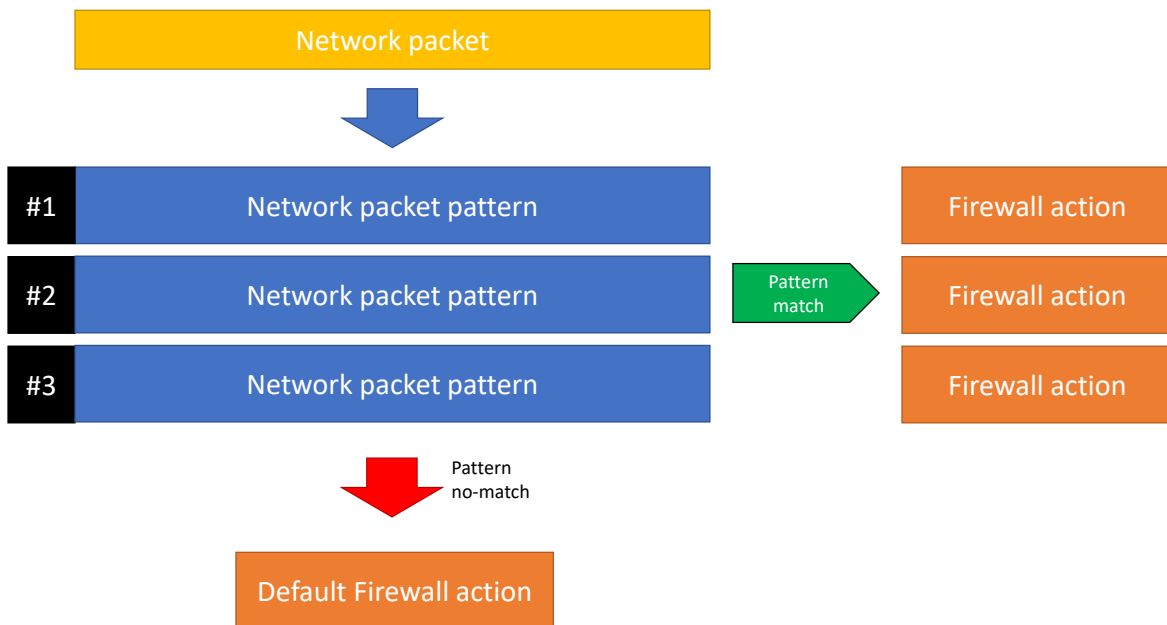 Network packet
#1 Network packet pattern Firewall action
#2 Network packet pattern Pattern match Firewall action
#3 Network packet pattern Firewall action
Pattern
no-match
Default Firewall action